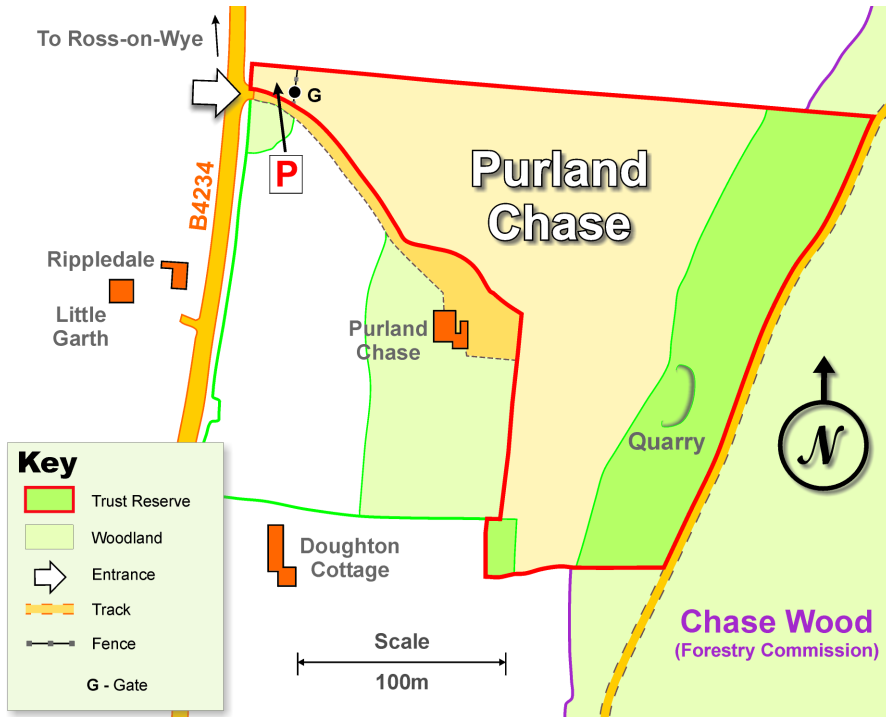 To Ross-on-Wye
G
P
Purland
Chase
B4234
Rippledale
Little
Garth
Purland
Chase
Quarry
N
Key
Trust Reserve
Woodland
Entrance
Track
Fence
G - Gate
Doughton
Cottage
Chase Wood
(Forestry Commission)
Scale
100m